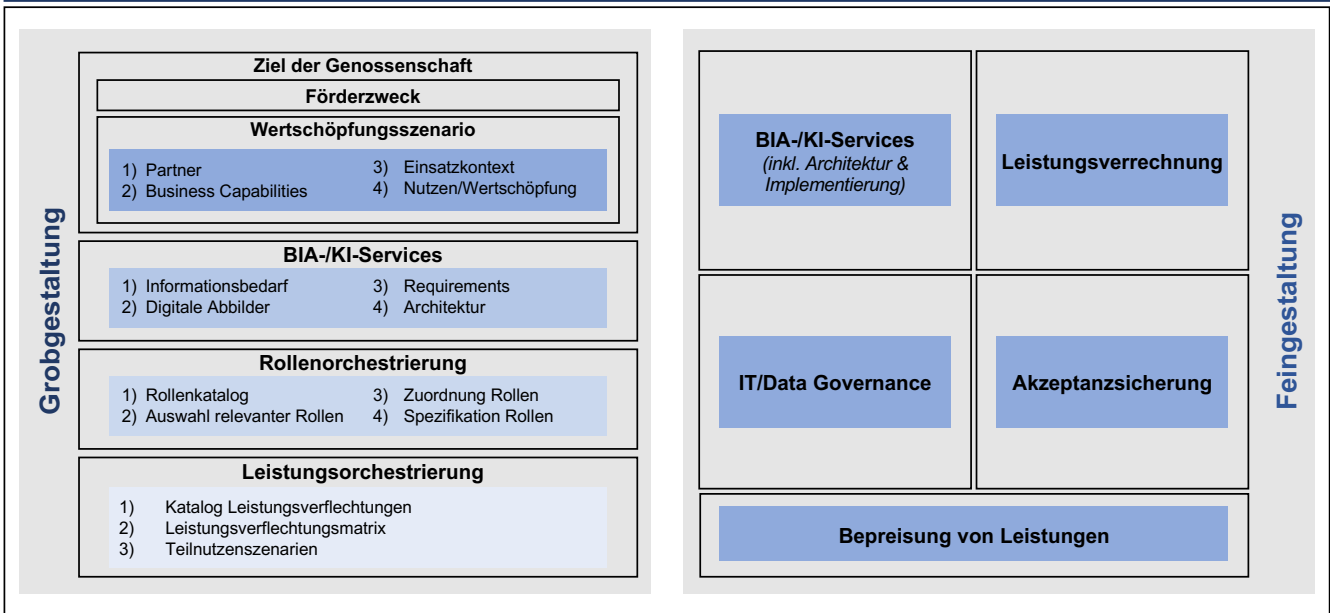 Grobgestaltung
Ziel der Genossenschaft
Förderzweck
Wertschöpfungsszenario
1) Partner
2) Business Capabilities
3) Einsatzkontext
4) Nutzen/Wertschöpfung
BIA-/KI-Services
1) Informationsbedarf
2) Digitale Abbilder
3) Requirements
4) Architektur
Rollenorchestrierung
1) Rollenkatalog
2) Auswahl relevanter Rollen
3) Zuordnung Rollen
4) Spezifikation Rollen
Leistungsorchestrierung
1) Katalog Leistungsverflechtungen
2) Leistungsverflechtungsmatrix
3) Teilnutzenszenarien
BIA-/KI-Services
(inkl. Architektur &
Implementierung)
Leistungsverrechnung
IT/Data Governance
Akzeptanzsicherung
Bepreisung von Leistungen
Feingestaltung